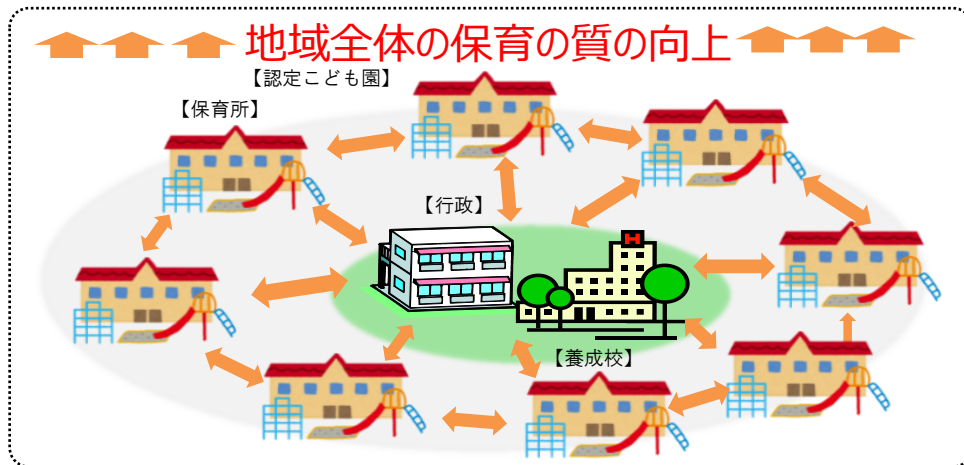 地域全体の保育の質の向上
【認定こども園】
【保育所】
【行政】
H
【養成校】